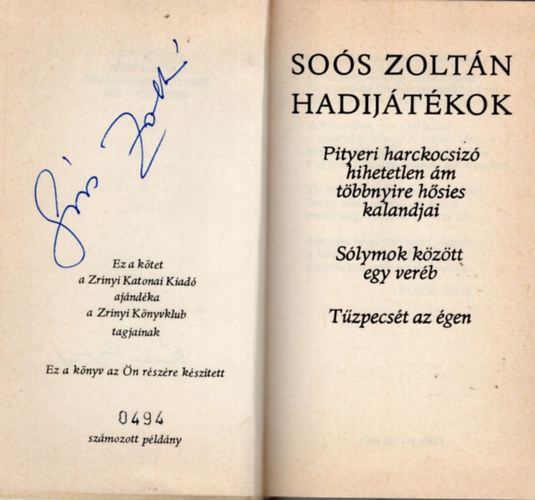 Soós Zoltán
Ez a kötet
a Zrínyi Katonai Kiadó
ajándéka
a Zrínyi Könyvklub
tagjainak
Ez a könyv az Ön részére készített
0494
számozott példány
SOÓS ZOLTÁN
HADIJÁTÉKOK
Pityeri harckocsizó
hihetetlen ám
többnyire hősies
kalandjai
Sólymok között
egy veréb
Tűzpecsét az égen